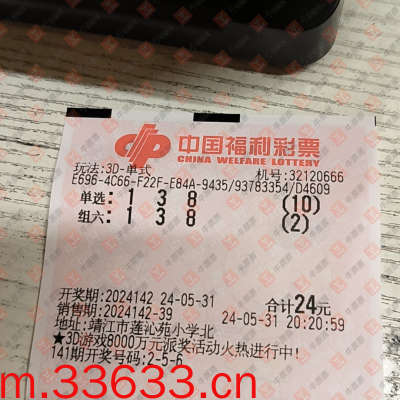 中国福利彩票
CHINA WELFARE LOTTERY
玩法:3D-单式
机号:32120666
E696-4C66-F22F-E84A-9435/93783354/D4609
单选: 1 3 8 (10)
组六: 1 3 8 (2)
开奖期:2024142 24-05-31 合计24元
销售期:2024142-39 24-05-31 20:20:59
地址:靖江市莲沁苑小学北
★3D游戏8000万元派奖活动火热进行中!
141期开奖号码:2-5-6
m.33633.cn